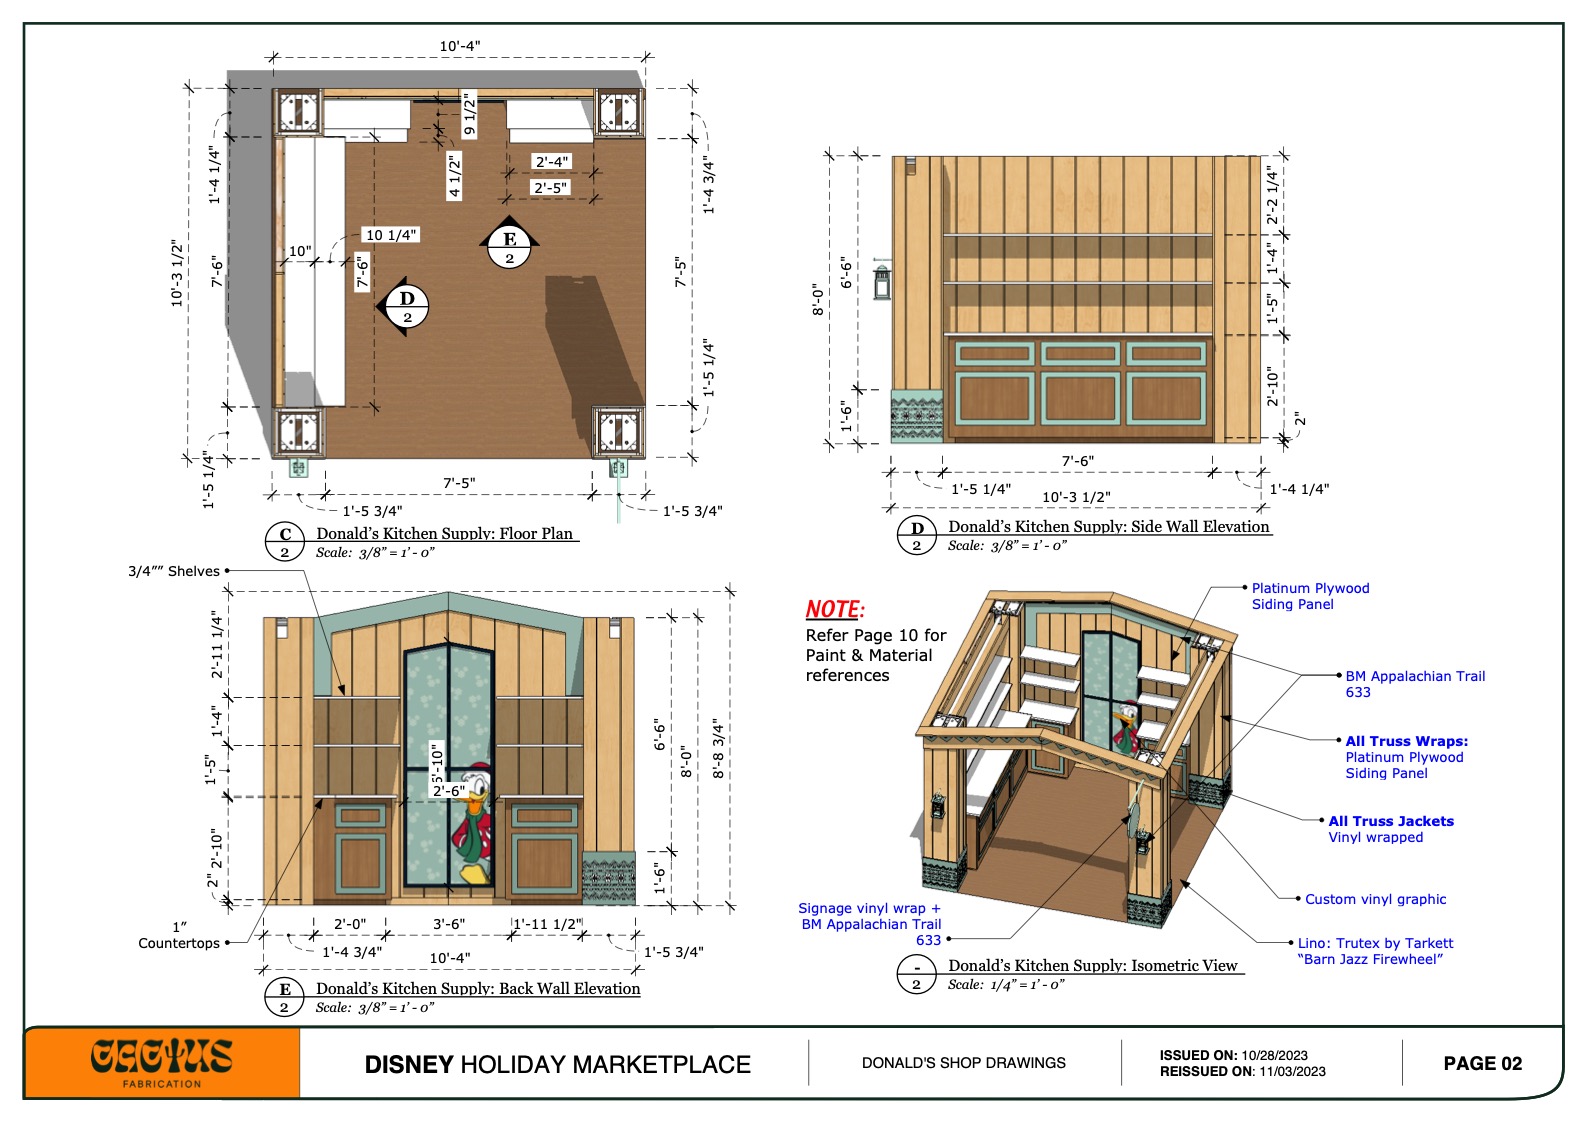 10'-4"
9 1/2"
4 1/2"
2'-4"
2'-5"
1'-4 1/4"
1'-4 3/4"
10'-3 1/2"
7'-6"
10"
10 1/4"
7'-6"
7'-5"
E
2
D
2
1'-5 1/4"
1'-5 1/4"
7'-5"
1'-5 3/4"
1'-5 3/4"
C
2
Donald's Kitchen Supply: Floor Plan
Scale: 3/8" = 1' - 0"
8'-0"
6'-6"
1'-6"
2'-2 1/4"
1'-4"
1'-5"
2'-10"
2"
7'-6"
1'-5 1/4"
1'-4 1/4"
10'-3 1/2"
D
2
Donald's Kitchen Supply: Side Wall Elevation
Scale: 3/8" = 1' - 0"
3/4"" Shelves
2'-11 1/4"
1'-4"
1'-5"
2'-10"
2"
5'-10"
2'-6"
6'-6"
8'-0"
8'-8 3/4"
1'-6"
1"
Countertops
2'-0"
3'-6"
1'-11 1/2"
1'-4 3/4"
1'-5 3/4"
10'-4"
E
2
Donald's Kitchen Supply: Back Wall Elevation
Scale: 3/8" = 1' - 0"
NOTE:
Refer Page 10 for
Paint & Material
references
Platinum Plywood
Siding Panel
BM Appalachian Trail
633
All Truss Wraps:
Platinum Plywood
Siding Panel
All Truss Jackets
Vinyl wrapped
Custom vinyl graphic
Lino: Trutex by Tarkett
"Barn Jazz Firewheel"
Signage vinyl wrap +
BM Appalachian Trail
633
-
2
Donald's Kitchen Supply: Isometric View
Scale: 1/4" = 1' - 0"
CACTUS
FABRICATION
DISNEY HOLIDAY MARKETPLACE
DONALD'S SHOP DRAWINGS
ISSUED ON: 10/28/2023
REISSUED ON: 11/03/2023
PAGE 02